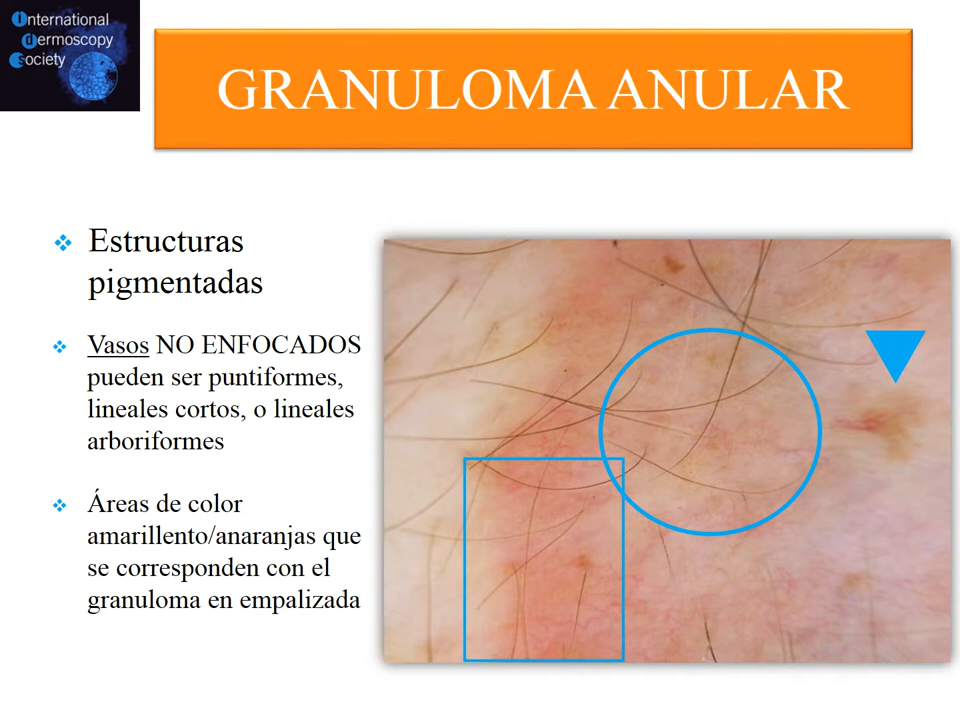 International
dermoscopy
Society
GRANULOMA ANULAR
Estructuras
pigmentadas
Vasos NO ENFOCADOS
pueden ser puntiformes,
lineales cortos, o lineales
arboriformes
Áreas de color
amarillento/anaranjas que
se corresponden con el
granuloma en empalizada